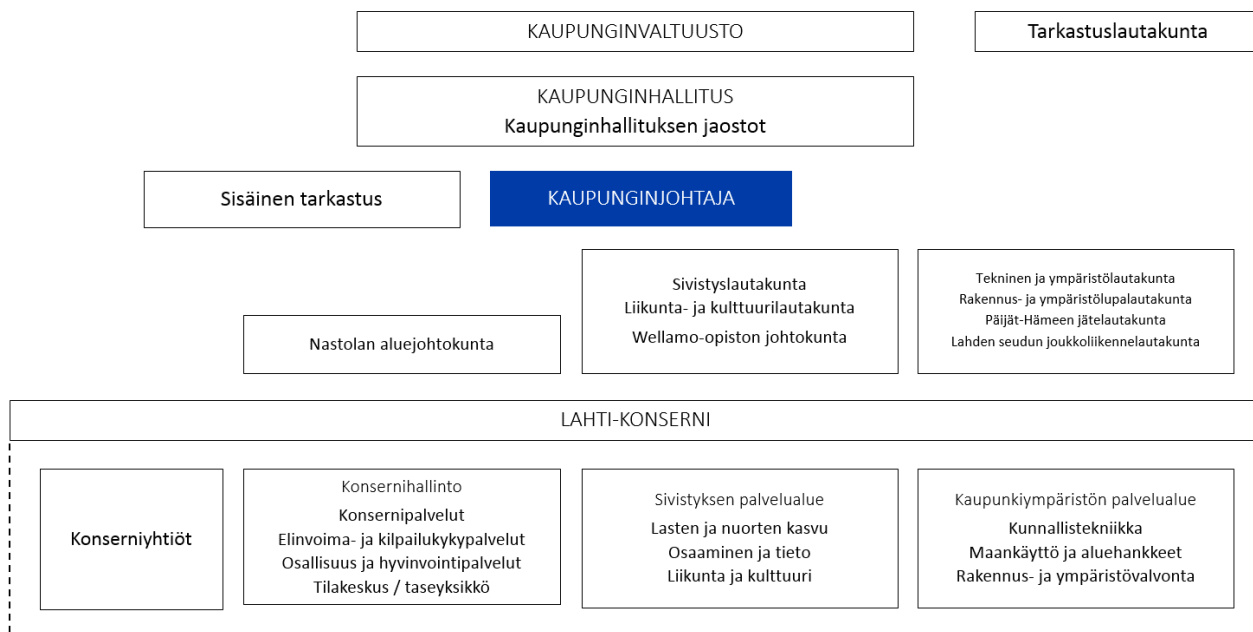 KAUPUNGINVALTUUSTO
Tarkastuslautakunta
KAUPUNGINHALLITUS
Kaupunginhallituksen jaostot
Sisäinen tarkastus
KAUPUNGINJOHTAJA
Nastolan aluejohtokunta
Sivistyslautakunta
Liikunta- ja kulttuurilautakunta
Wellamo-opiston johtokunta
Tekninen ja ympäristölautakunta
Rakennus- ja ympäristölupalautakunta
Päijät-Hämeen jätelautakunta
Lahden seudun joukkoliikennelautakunta
LAHTI-KONSERNI
Konserniyhtiöt
Konsernihallinto
Konsernipalvelut
Elinvoima- ja kilpailukykypalvelut
Osallisuus ja hyvinvointipalvelut
Tilakeskus / taseyksikkö
Sivistyksen palvelualue
Lasten ja nuorten kasvu
Osaaminen ja tieto
Liikunta ja kulttuuri
Kaupunkiympäristön palvelualue
Kunnallistekniikka
Maankäyttö ja aluehankkeet
Rakennus- ja ympäristövalvonta